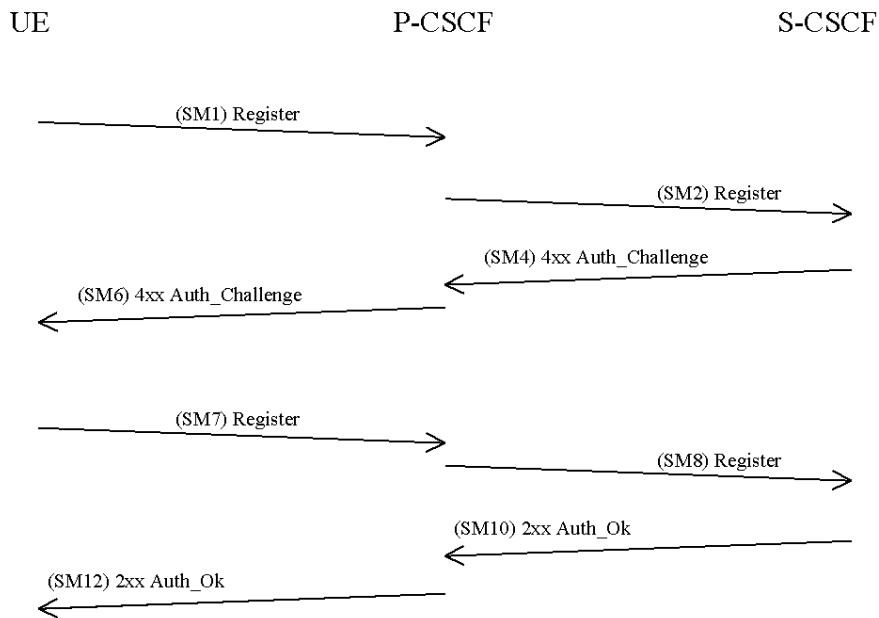 UE P-CSCF S-CSCF
(SM1) Register
(SM2) Register
(SM4) 4xx Auth_Challenge
(SM6) 4xx Auth_Challenge
(SM7) Register
(SM8) Register
(SM10) 2xx Auth_Ok
(SM12) 2xx Auth_Ok